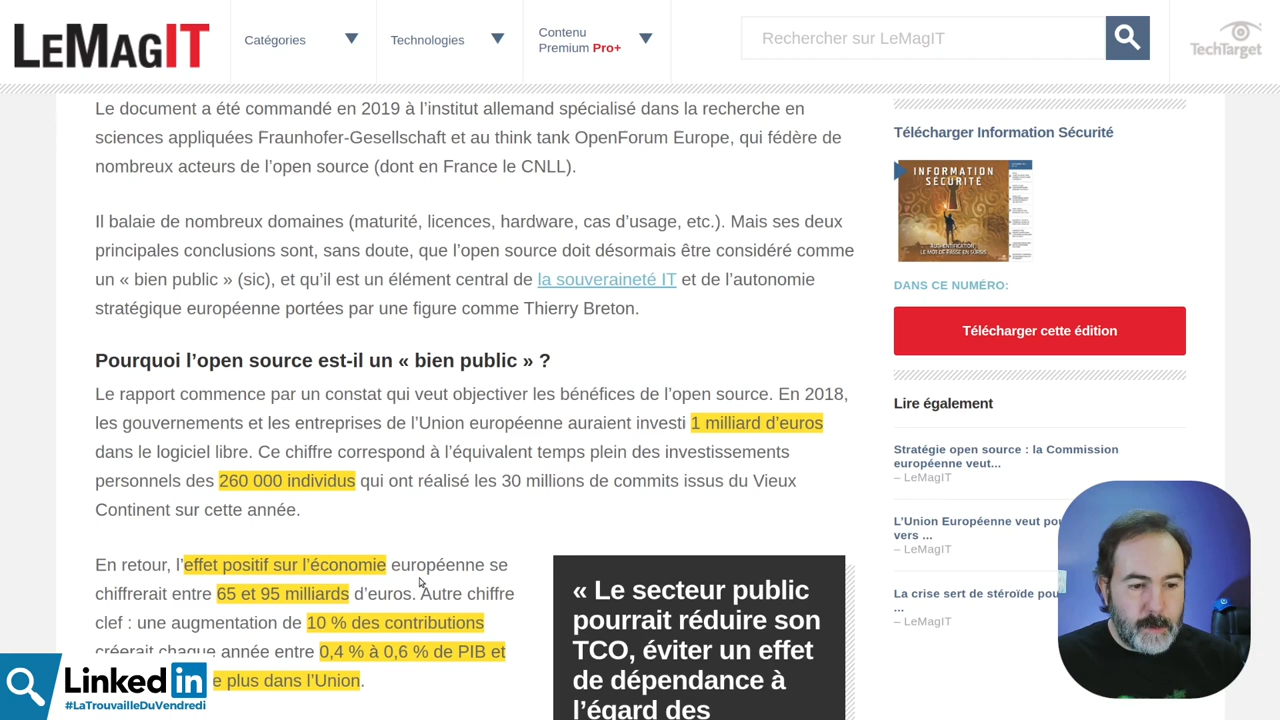 LEMAGIT
Catégories
Technologies
Contenu
Premium Pro+
Rechercher sur LeMagIT
TechTarget
Le document a été commandé en 2019 à l’institut allemand spécialisé dans la recherche en
sciences appliquées Fraunhofer-Gesellschaft et au think tank OpenForum Europe, qui fédère de
nombreux acteurs de l’open source (dont en France le CNLL).
Il balaie de nombreux domaines (maturité, licences, hardware, cas d’usage, etc.). Mais ses deux
principales conclusions sont, sans doute, que l’open source doit désormais être considéré comme
un « bien public » (sic), et qu’il est un élément central de la souveraineté IT et de l’autonomie
stratégique européenne portées par une figure comme Thierry Breton.
Pourquoi l’open source est-il un « bien public » ?
Le rapport commence par un constat qui veut objectiver les bénéfices de l’open source. En 2018,
les gouvernements et les entreprises de l’Union européenne auraient investi 1 milliard d’euros
dans le logiciel libre. Ce chiffre correspond à l’équivalent temps plein des investissements
personnels des 260 000 individus qui ont réalisé les 30 millions de commits issus du Vieux
Continent sur cette année.
En retour, l’effet positif sur l’économie européenne se
chiffrerait entre 65 et 95 milliards d’euros. Autre chiffre
clef : une augmentation de 10 % des contributions
créerait chaque année entre 0,4 % à 0,6 % de PIB et
e plus dans l’Union.
« Le secteur public
pourrait réduire son
TCO, éviter un effet
de dépendance à
l’égard des
Télécharger Information Sécurité
INFORMATION
SÉCURITÉ
AUTHENTIFICATION,
LE MOT DE PASSE EN SURSIS
DANS CE NUMÉRO:
Télécharger cette édition
Lire également
Stratégie open source : la Commission
européenne veut...
– LeMagIT
L’Union Européenne veut pou
vers ...
– LeMagIT
La crise sert de stéroïde pou
...
– LeMagIT
Linked in
#LaTrouvailleDuVendredi